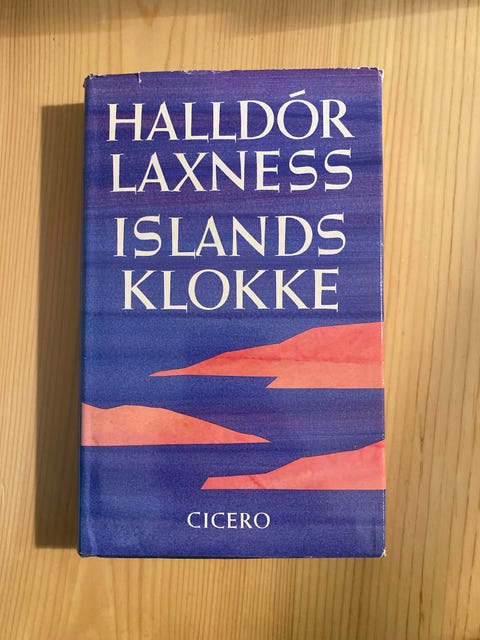 HALLDÓR
LAXNESS
ISLANDS
KLOKKE
CICERO